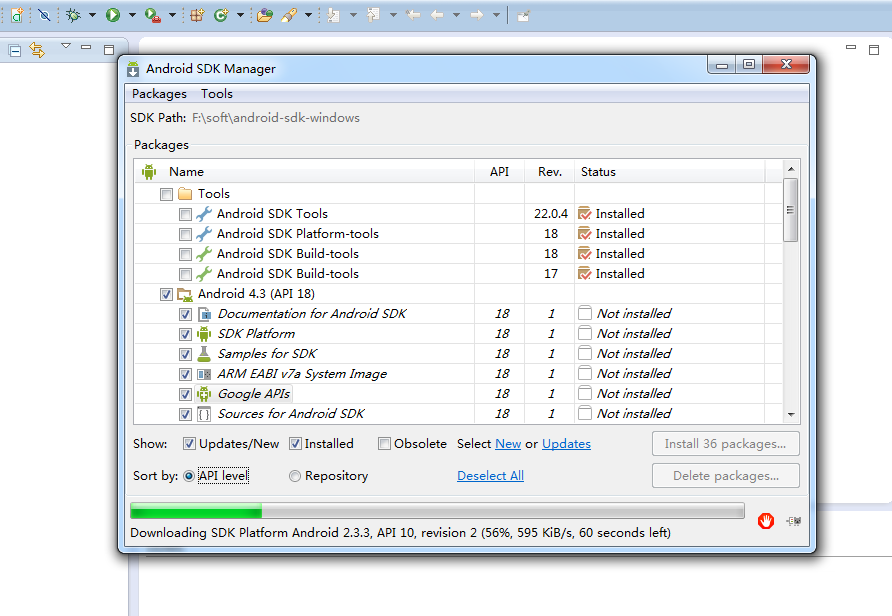 Android SDK Manager
Packages Tools
SDK Path: F:\soft\android-sdk-windows
Packages
Name API Rev. Status
Tools
Android SDK Tools 22.0.4 Installed
Android SDK Platform-tools 18 Installed
Android SDK Build-tools 18 Installed
Android SDK Build-tools 17 Installed
Android 4.3 (API 18)
Documentation for Android SDK 18 1 Not installed
SDK Platform 18 1 Not installed
Samples for SDK 18 1 Not installed
ARM EABI v7a System Image 18 1 Not installed
Google APIs 18 1 Not installed
Sources for Android SDK 18 1 Not installed
Show: Updates/New Installed Obsolete Select New or Updates Install 36 packages...
Sort by: API level Repository Deselect All Delete packages...
Downloading SDK Platform Android 2.3.3, API 10, revision 2 (56%, 595 KiB/s, 60 seconds left)